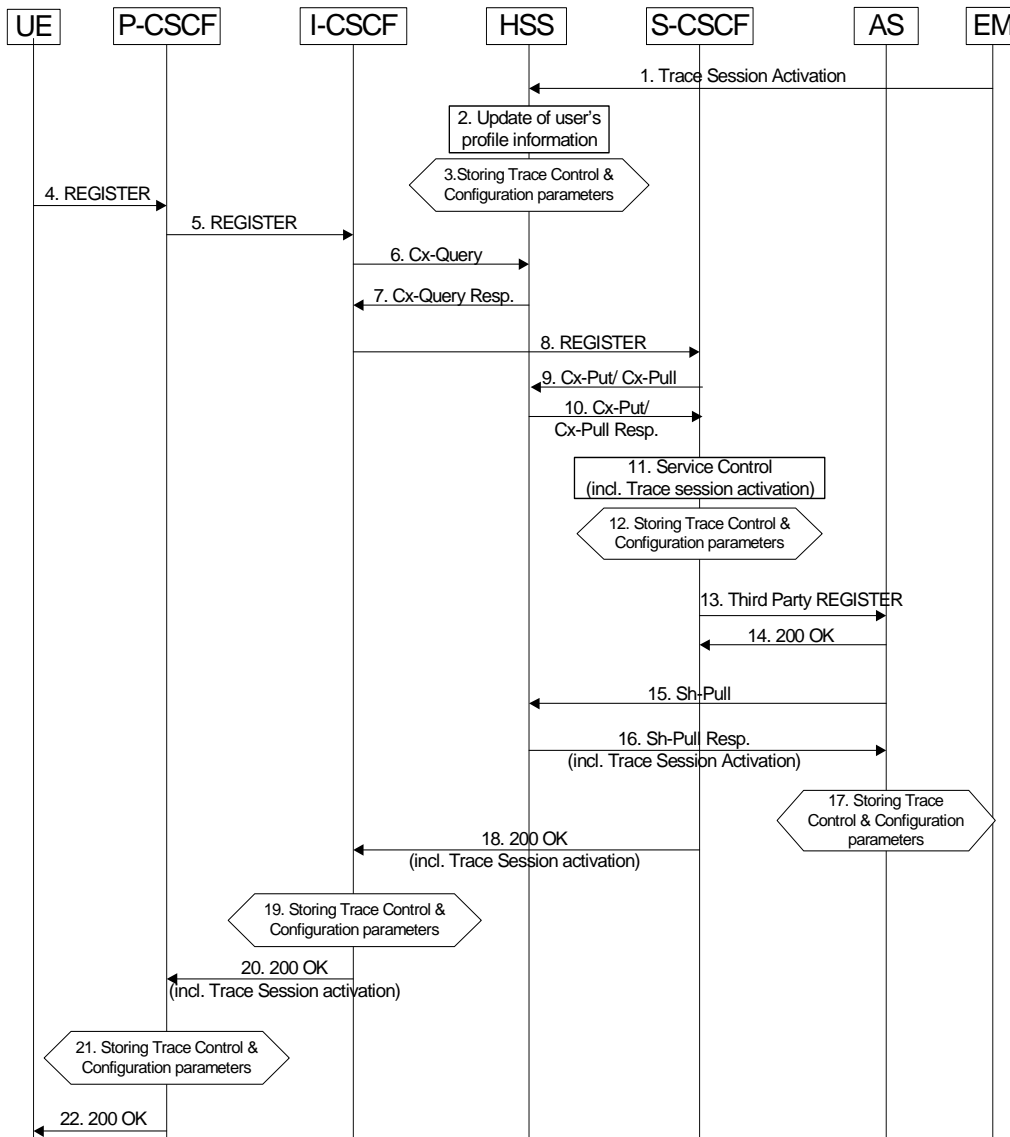 UE
P-CSCF
I-CSCF
HSS
S-CSCF
AS
EM
1. Trace Session Activation
2. Update of user's
profile information
3.Storing Trace Control &
Configuration parameters
4. REGISTER
5. REGISTER
6. Cx-Query
7. Cx-Query Resp.
8. REGISTER
9. Cx-Put/ Cx-Pull
10. Cx-Put/
Cx-Pull Resp.
11. Service Control
(incl. Trace session activation)
12. Storing Trace Control &
Configuration parameters
13. Third Party REGISTER
14. 200 OK
15. Sh-Pull
16. Sh-Pull Resp.
(incl. Trace Session Activation)
17. Storing Trace
Control & Configuration
parameters
18. 200 OK
(incl. Trace Session activation)
19. Storing Trace Control &
Configuration parameters
20. 200 OK
(incl. Trace Session activation)
21. Storing Trace Control &
Configuration parameters
22. 200 OK